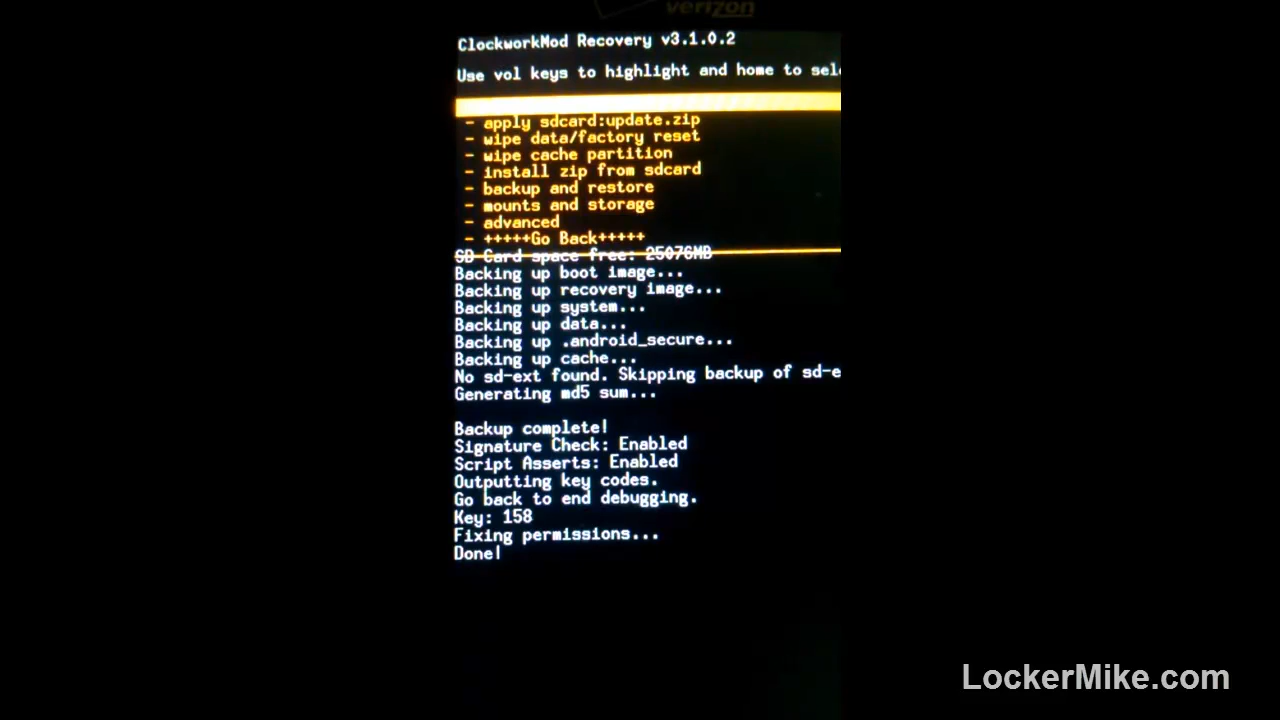 verizon
ClockworkMod Recovery v3.1.0.2
Use vol keys to highlight and home to sel
- apply sdcard:update.zip
- wipe data/factory reset
- wipe cache partition
- install zip from sdcard
- backup and restore
- mounts and storage
- advanced
- +++++Go Back+++++
SD Card space free: 25076MB
Backing up boot image...
Backing up recovery image...
Backing up system...
Backing up data...
Backing up .android_secure...
Backing up cache...
No sd-ext found. Skipping backup of sd-e
Generating md5 sum...
Backup complete!
Signature Check: Enabled
Script Asserts: Enabled
Outputting key codes.
Go back to end debugging.
Key: 158
Fixing permissions...
Done!
LockerMike.com